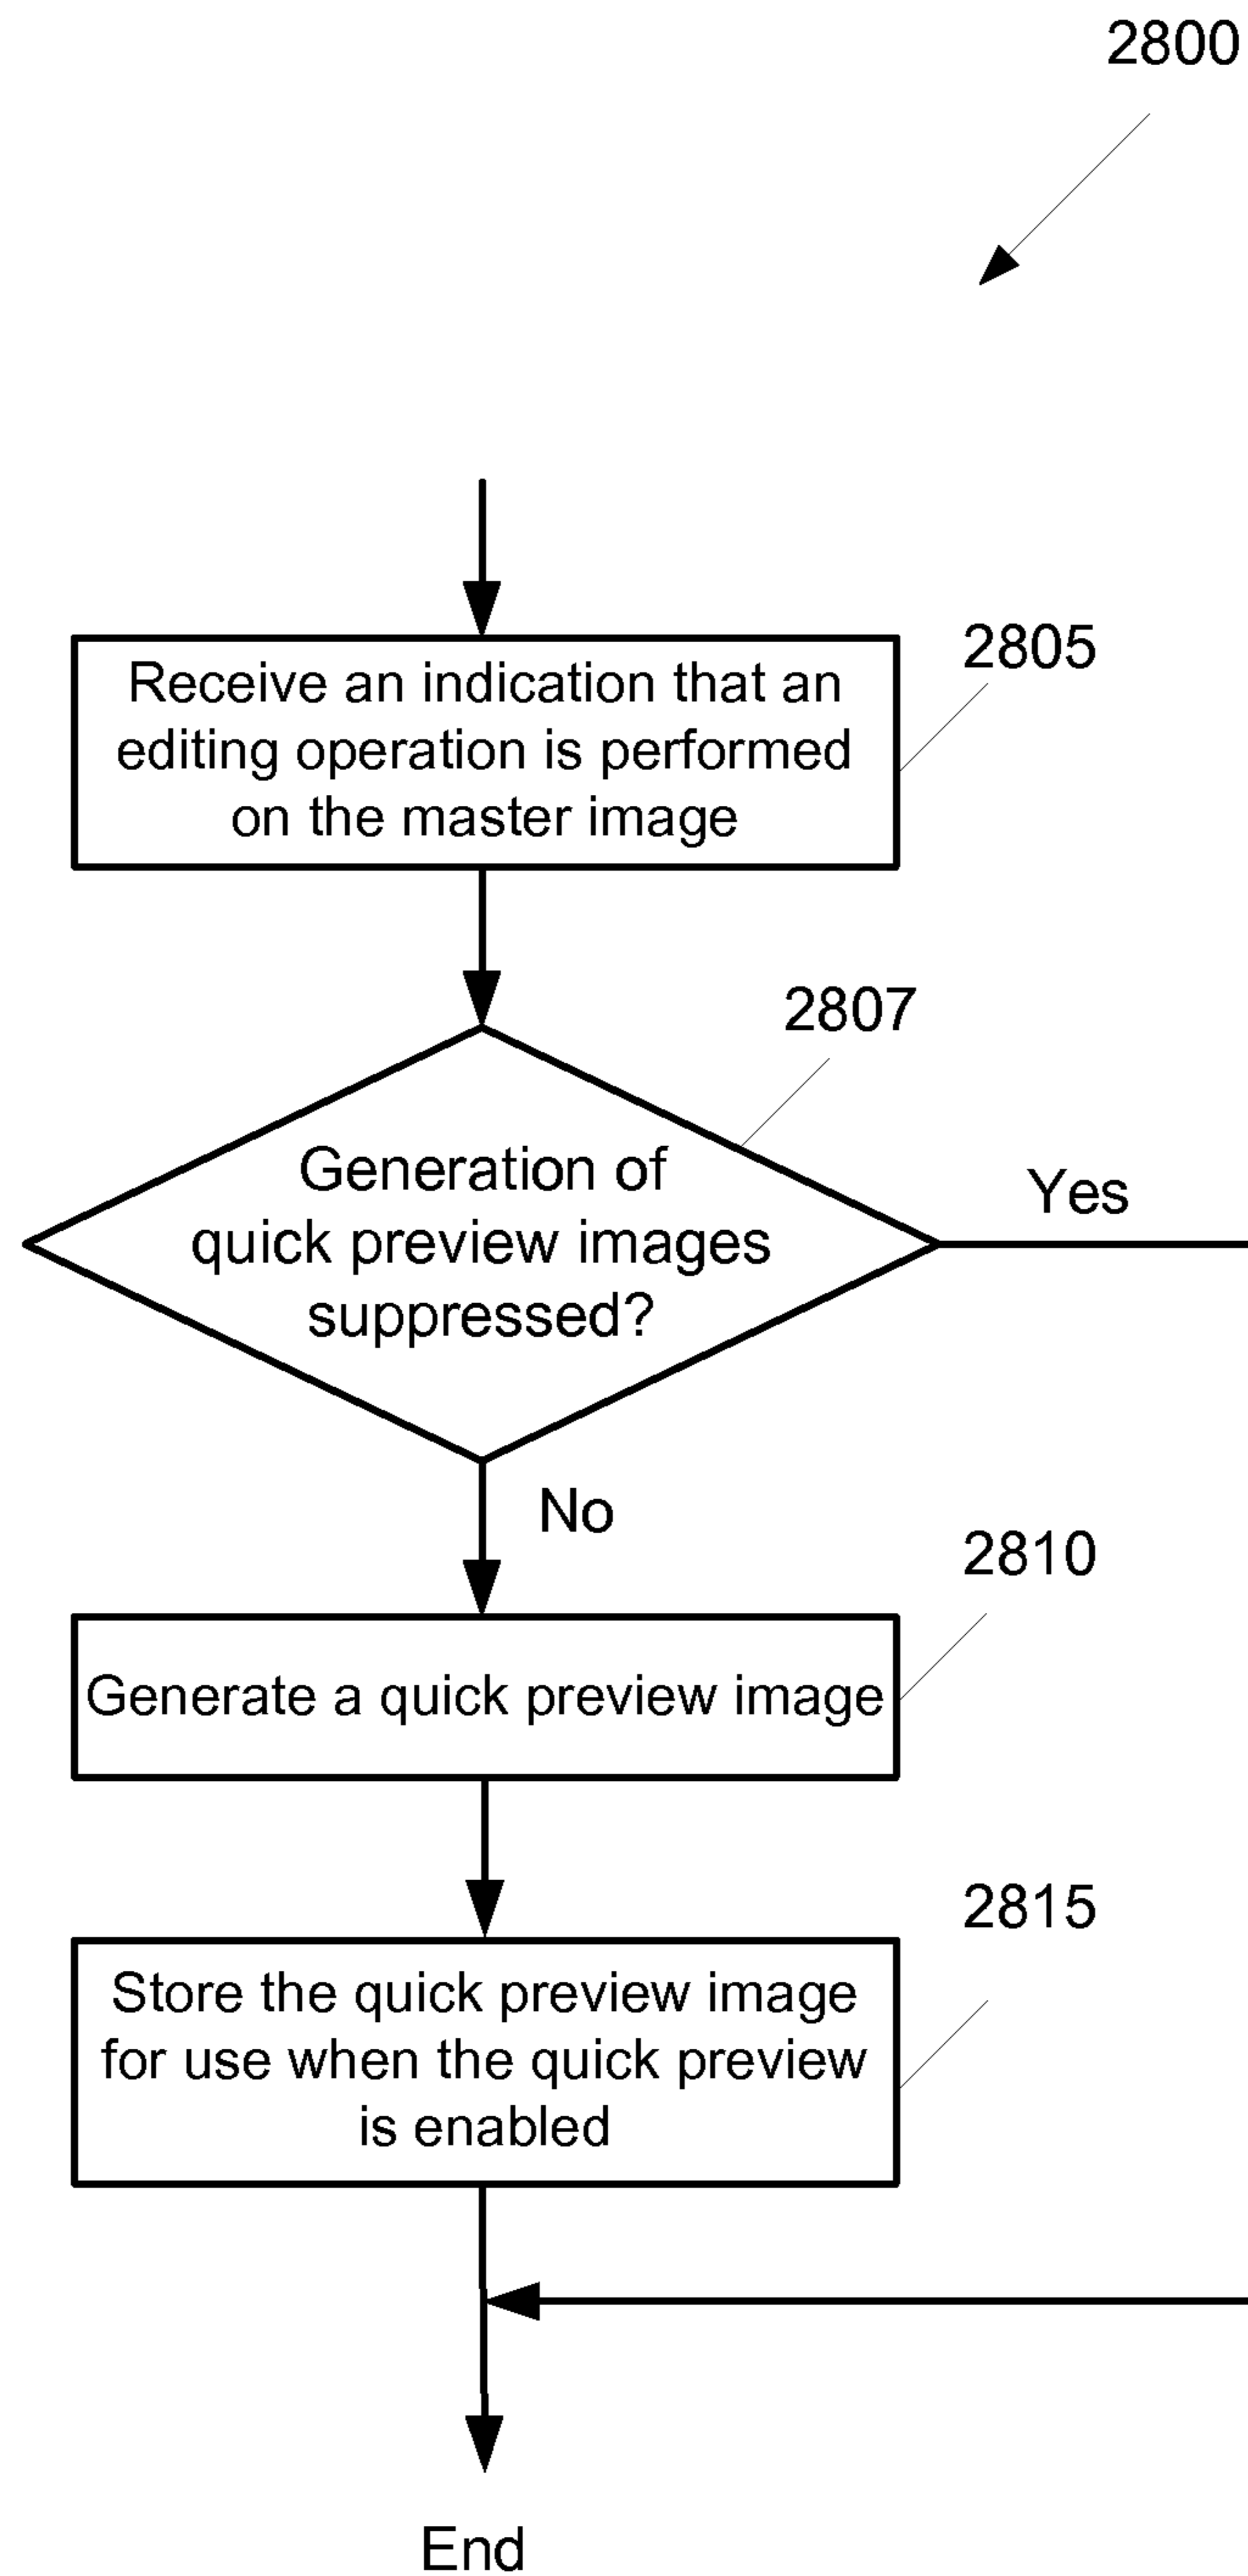 2800
2805
Receive an indication that an
editing operation is performed
on the master image
2807
Generation of
quick preview images
suppressed?
Yes
No
2810
Generate a quick preview image
2815
Store the quick preview image
for use when the quick preview
is enabled
End